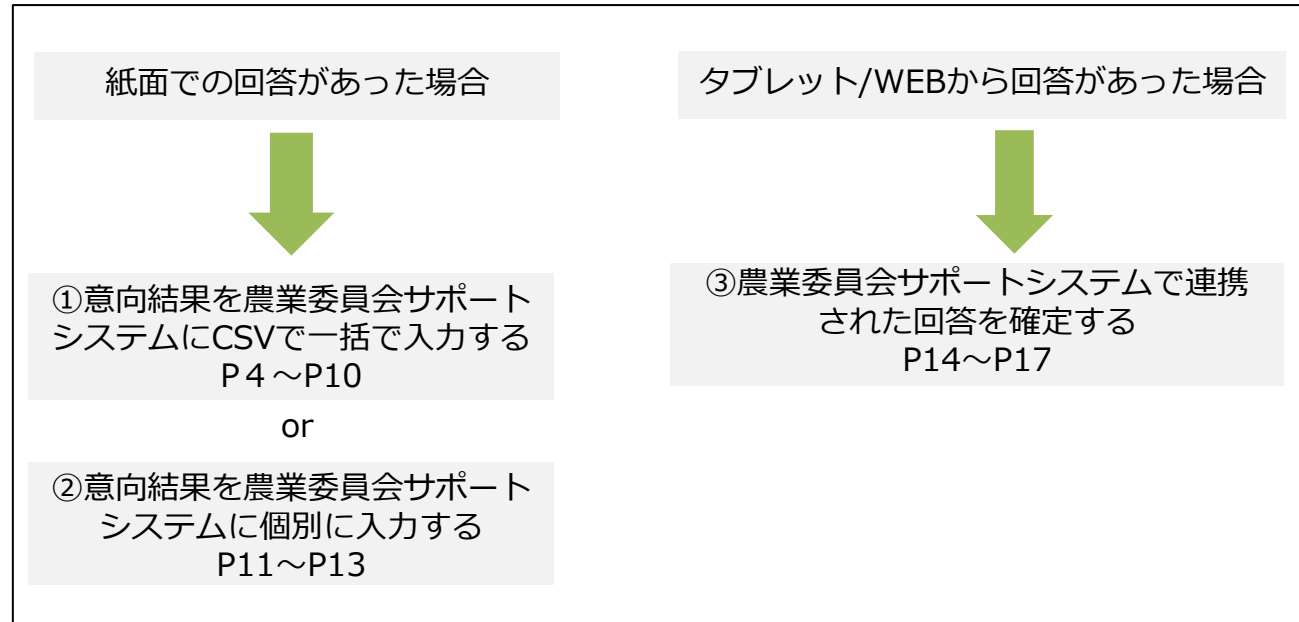 紙面での回答があった場合
①意向結果を農業委員会サポート
システムにCSVで一括で入力する
P４～P10
or
②意向結果を農業委員会サポート
システムに個別に入力する
P11～P13
タブレット/WEBから回答があった場合
③農業委員会サポートシステムで連携
された回答を確定する
P14～P17